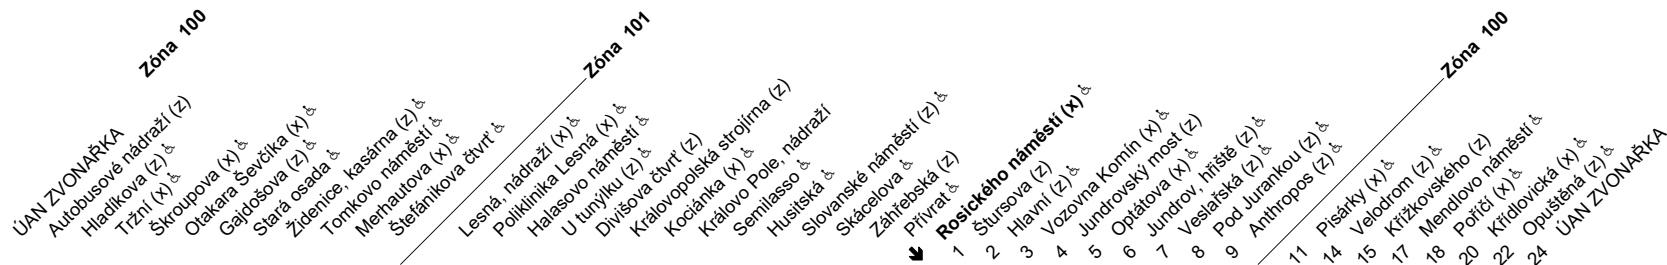 Zóna 100
ÚAN ZVONAŘKA
Autobusové nádraží (z)
Hladíkova (z) ♿
Tržní (x) ♿
Škroupova (x) ♿
Otakara Ševčíka (x) ♿
Gajdošova (z) ♿
Stará osada ♿
Židenice, kasárna (z) ♿
Tomkovo náměstí ♿
Merhautova (x) ♿
Štefánikova čtvrť ♿
Zóna 101
Lesná, nádraží (x) ♿
Poliklinika Lesná (x) ♿
Halasovo náměstí ♿
U tunýlku (z) ♿
Divišova čtvrť (z)
Královopolská strojírna (z)
Kociánka (x) ♿
Královo Pole, nádraží
Semilasso ♿
Husitská ♿
Slovanské náměstí (z) ♿
Skácelova ♿
Záhřebská (z)
Přívrat ♿
Rosického náměstí (x) ♿
1 Štursova (z)
2 Hlavní (z) ♿
3 Vozovna Komín (x) ♿
4 Jundrovský most (z)
5 Optátova (x) ♿
6 Jundrov, hřiště (z) ♿
7 Veslařská (z) ♿
8 Pod Jurankou (z) ♿
9 Anthropos (z) ♿
Zóna 100
11 Pisárky (x) ♿
14 Velodrom (z) ♿
15 Křížkovského (z)
17 Mendlovo náměstí ♿
18 Poříčí (x) ♿
20 Křídlovická (x) ♿
22 Opuštěná (z) ♿
24 ÚAN ZVONAŘKA